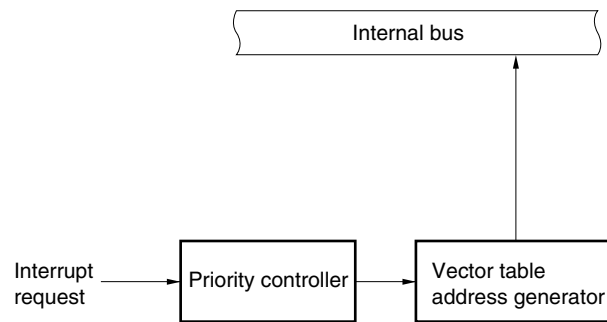 Internal bus
Interrupt
request
Priority controller
Vector table
address generator